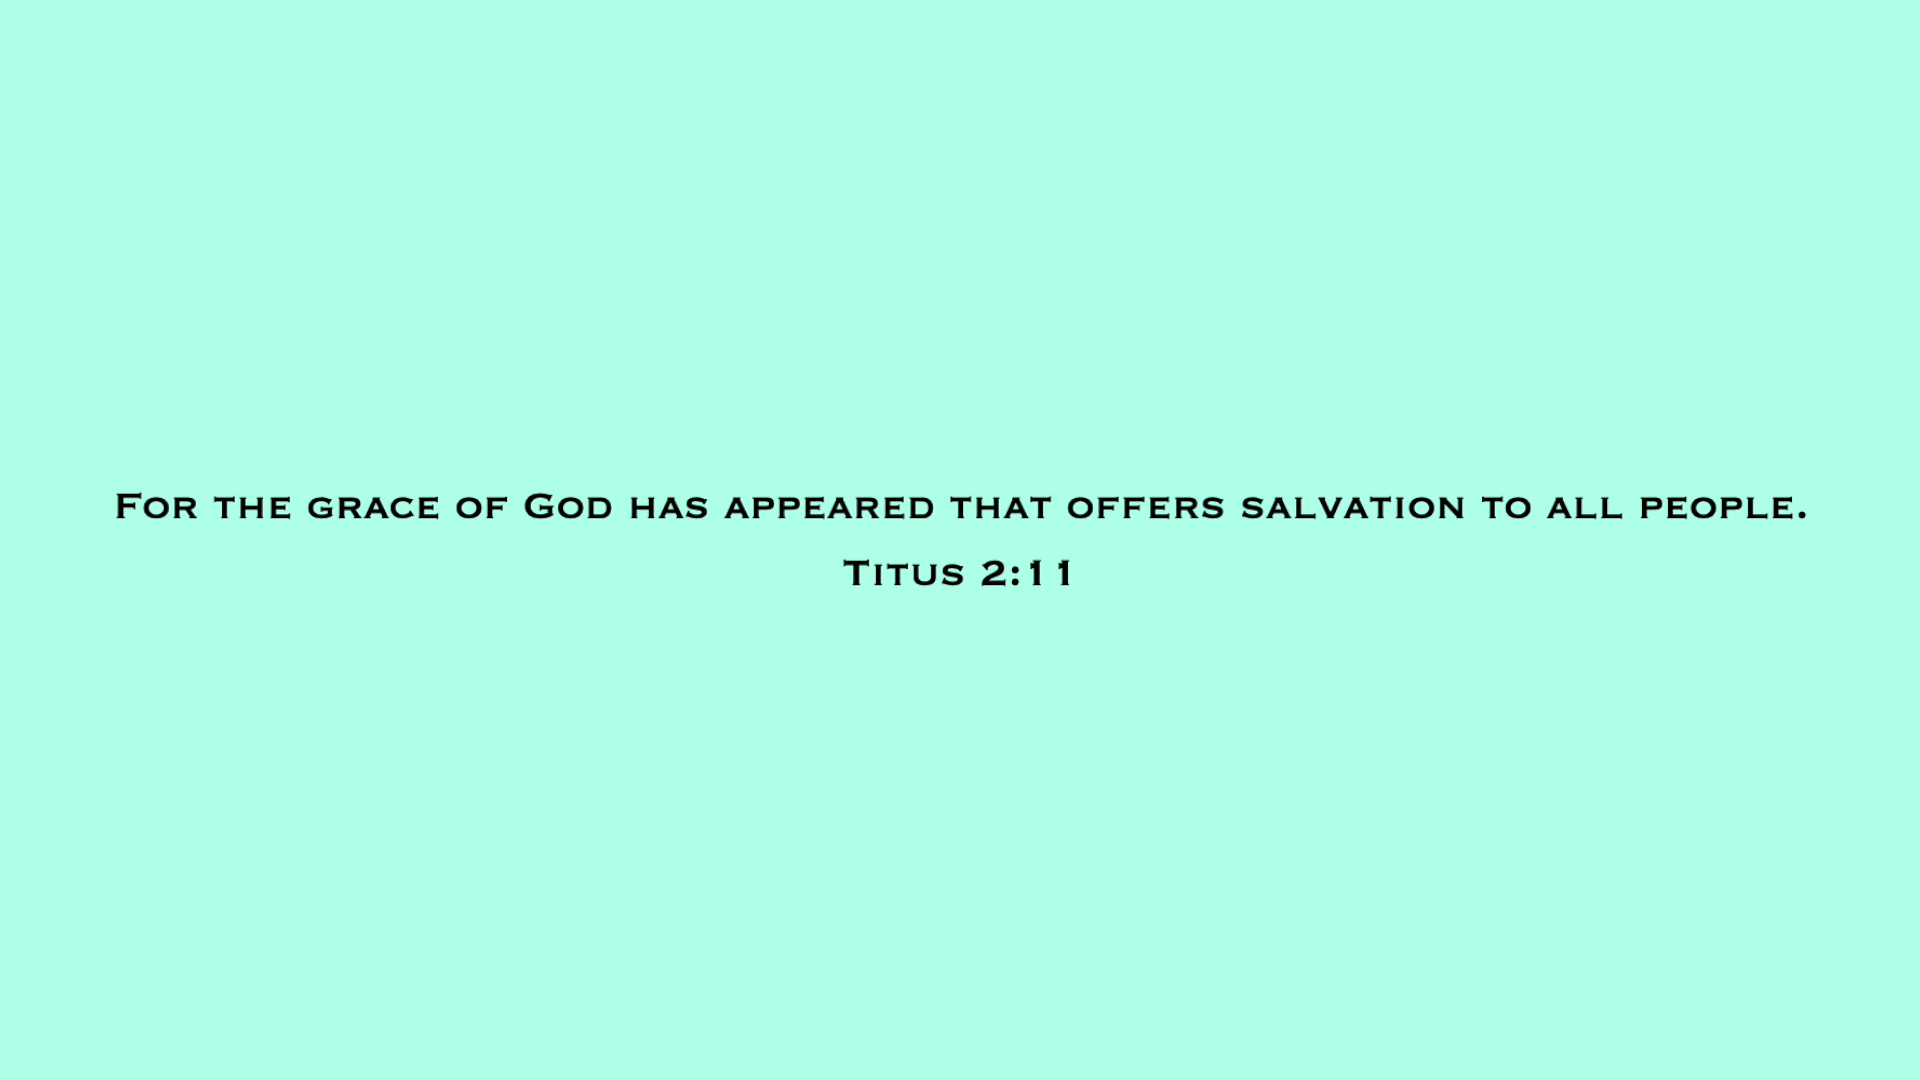 For the grace of God has appeared that offers salvation to all people.
Titus 2:11